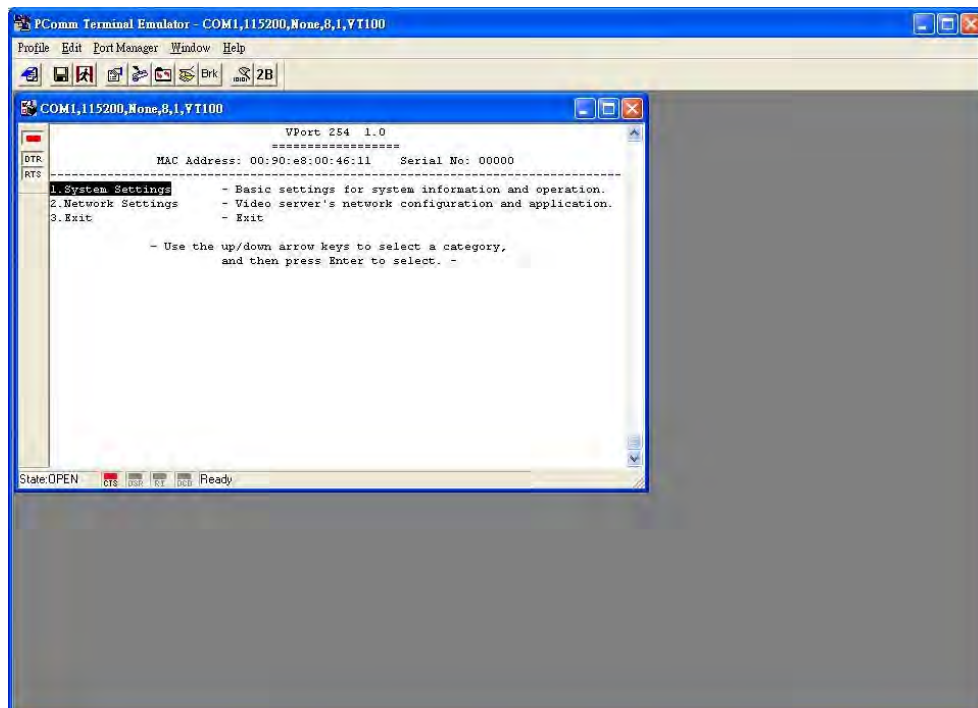 PComm Terminal Emulator - COM1,115200,None,8,1,VT100
Profile Edit Port Manager Window Help
Brk 2B
COM1,115200,None,8,1,VT100
VPort 254 1.0
==================
DTR MAC Address: 00:90:e8:00:46:11 Serial No: 00000
RTS
1.System Settings - Basic settings for system information and operation.
2.Network Settings - Video server's network configuration and application.
3.Exit - Exit
- Use the up/down arrow keys to select a category,
and then press Enter to select. -
State:OPEN CTS DSR RI DCD Ready